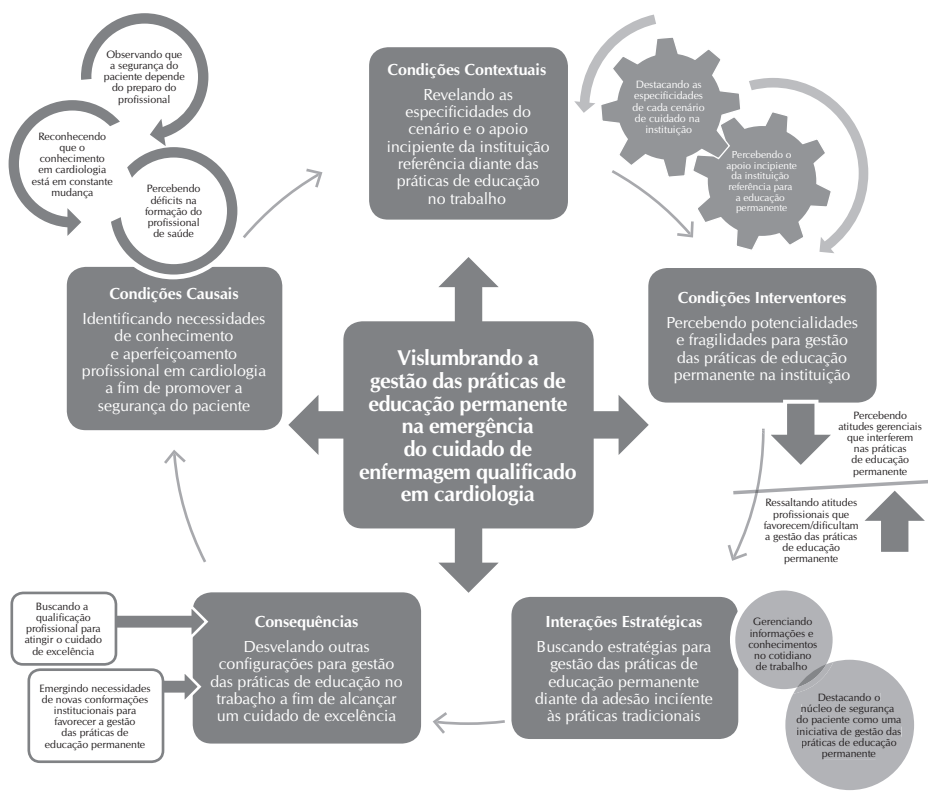 Observando que
a segurança do
paciente depende
do preparo do
profissional
Reconhecendo
que o
conhecimento
em cardiologia
está em constante
mudança
Percebendo
déficits na
formação do
profissional
de saúde
Condições Causais
Identificando necessidades
de conhecimento
e aperfeiçoamento
profissional em cardiologia
a fim de promover a
segurança do paciente
Condições Contextuais
Revelando as
especificidades do
cenário e o apoio
incipiente da instituição
referência diante das
práticas de educação
no trabalho
Destacando as
especificidades
de cada cenário
de cuidado na
instituição
Percebendo o
apoio incipiente
da instituição
referência para
a educação
permanente
Condições Interventores
Percebendo potencialidades
e fragilidades para gestão
das práticas de educação
permanente na instituição
Percebendo
atitudes gerenciais
que interferem
nas práticas
de educação
permanente
Ressaltando atitudes
profissionais que
favorecem/dificultam
a gestão das práticas
de educação
permanente
Vislumbrando a
gestão das práticas de
educação permanente
na emergência
do cuidado de
enfermagem qualificado
em cardiologia
Interações Estratégicas
Buscando estratégias para
gestão das práticas de
educação permanente
diante da adesão inciífente
às práticas tradicionais
Gerenciando
informações e
conhecimentos
no cotidiano
de trabalho
Destacando o
núcleo de segurança
do paciente como uma
iniciativa de gestão das
práticas de educação
permanente
Consequências
Desvelando outras
configurações para gestão
das práticas de educação no
trabaçho a fim de alcançar
um cuidado de excelência
Buscando a
qualificação
profissional para
atingir o cuidado
de excelência
Emergindo necessidades
de novas conformações
institucionais para
favorecer a gestão
das práticas de
educação permanente